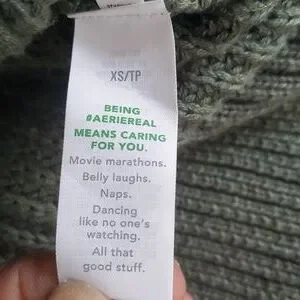 XS/TP
BEING
#AERIEREAL
MEANS CARING
FOR YOU.
Movie marathons.
Belly laughs.
Naps.
Dancing
like no one's
watching.
All that
good stuff.